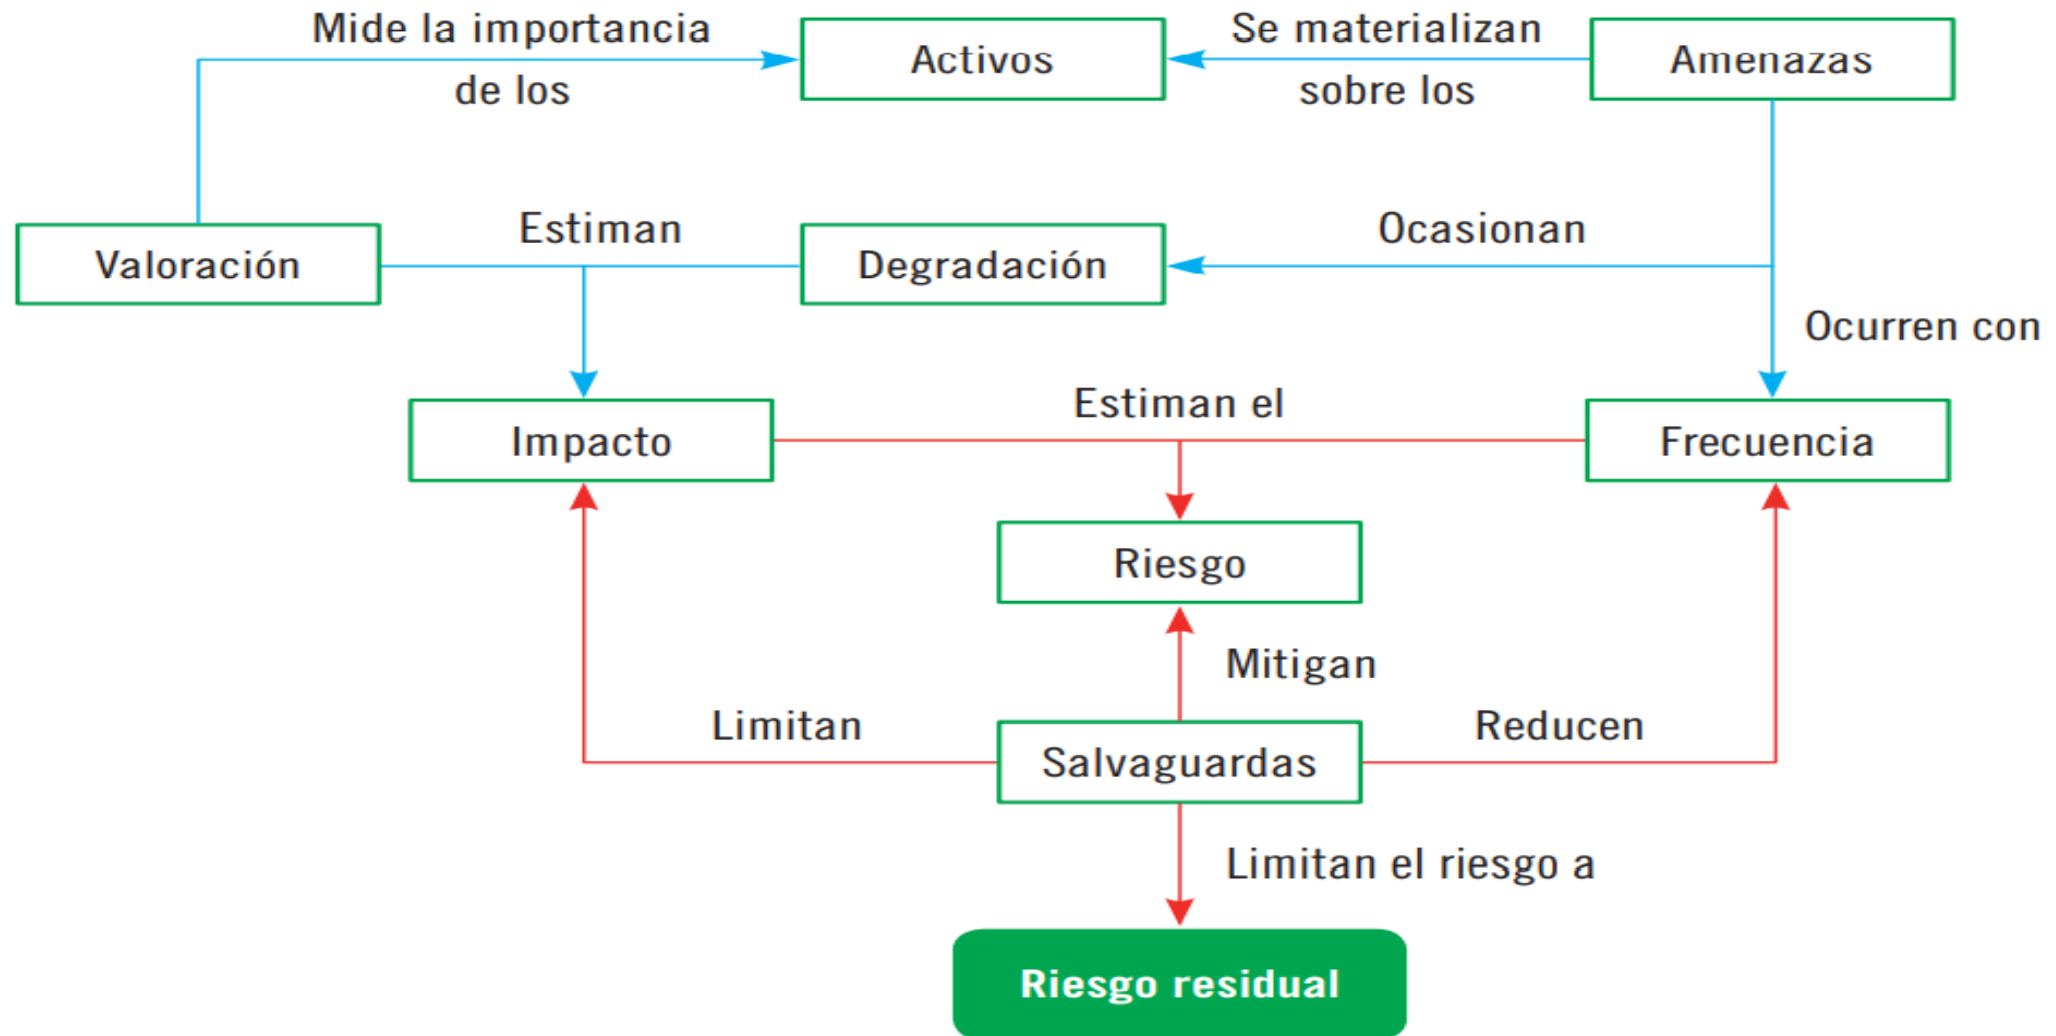 Mide la importancia
de los
Activos
Se materializan
sobre los
Amenazas
Valoración
Estiman
Degradación
Ocasionan
Ocurren con
Impacto
Estiman el
Frecuencia
Riesgo
Mitigan
Limitan
Salvaguardas
Reducen
Limitan el riesgo a
Riesgo residual